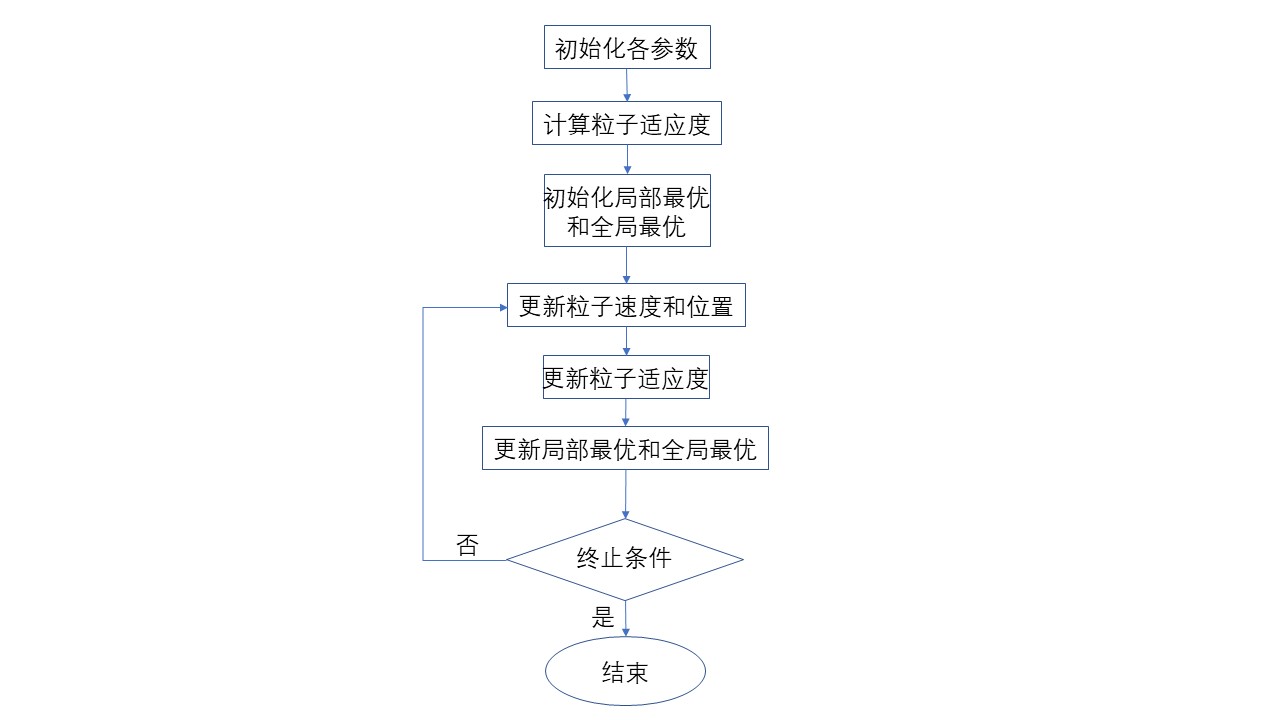 初始化各参数
计算粒子适应度
初始化局部最优
和全局最优
更新粒子速度和位置
更新粒子适应度
更新局部最优和全局最优
终止条件
否
是
结束